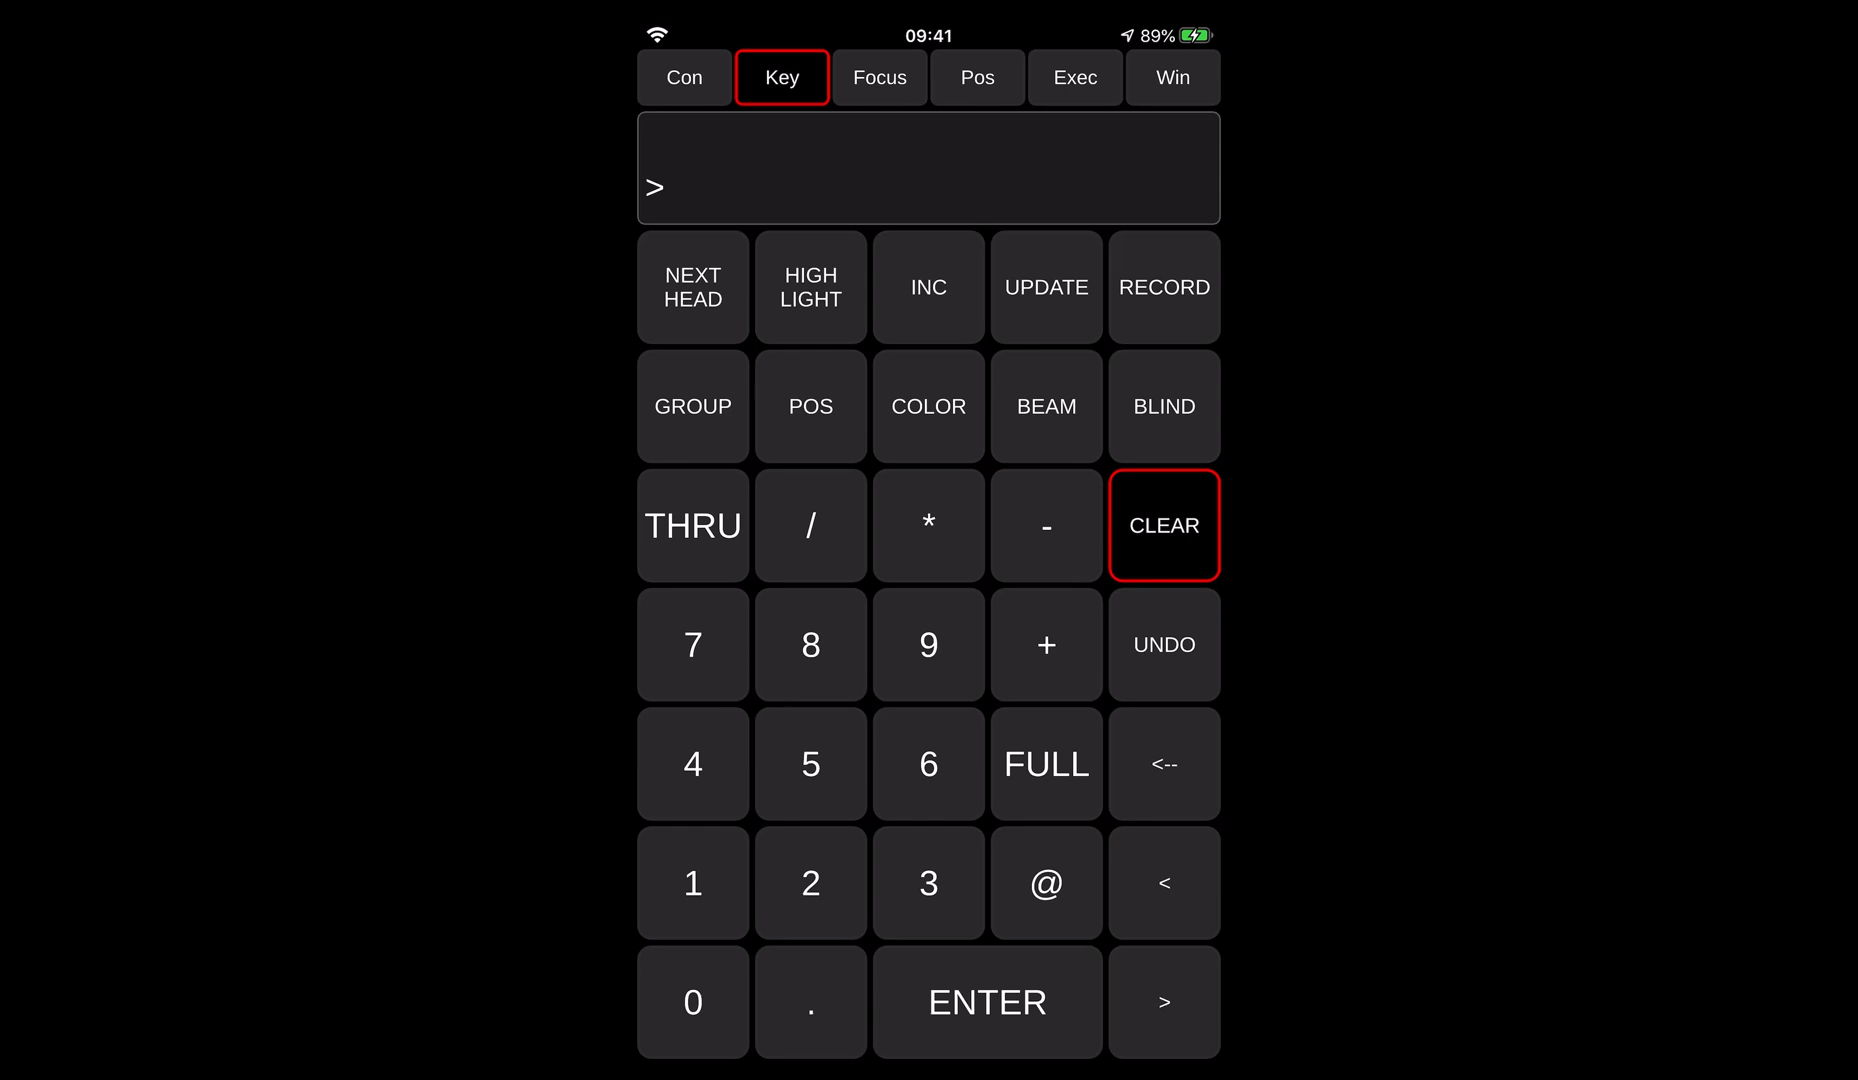 09:41 89%
Con Key Focus Pos Exec Win
>
NEXT HEAD
HIGH LIGHT
INC
UPDATE
RECORD
GROUP POS COLOR BEAM BLIND
THRU / * - CLEAR
7 8 9 + UNDO
4 5 6 FULL <--
1 2 3 @ <
0 . ENTER >